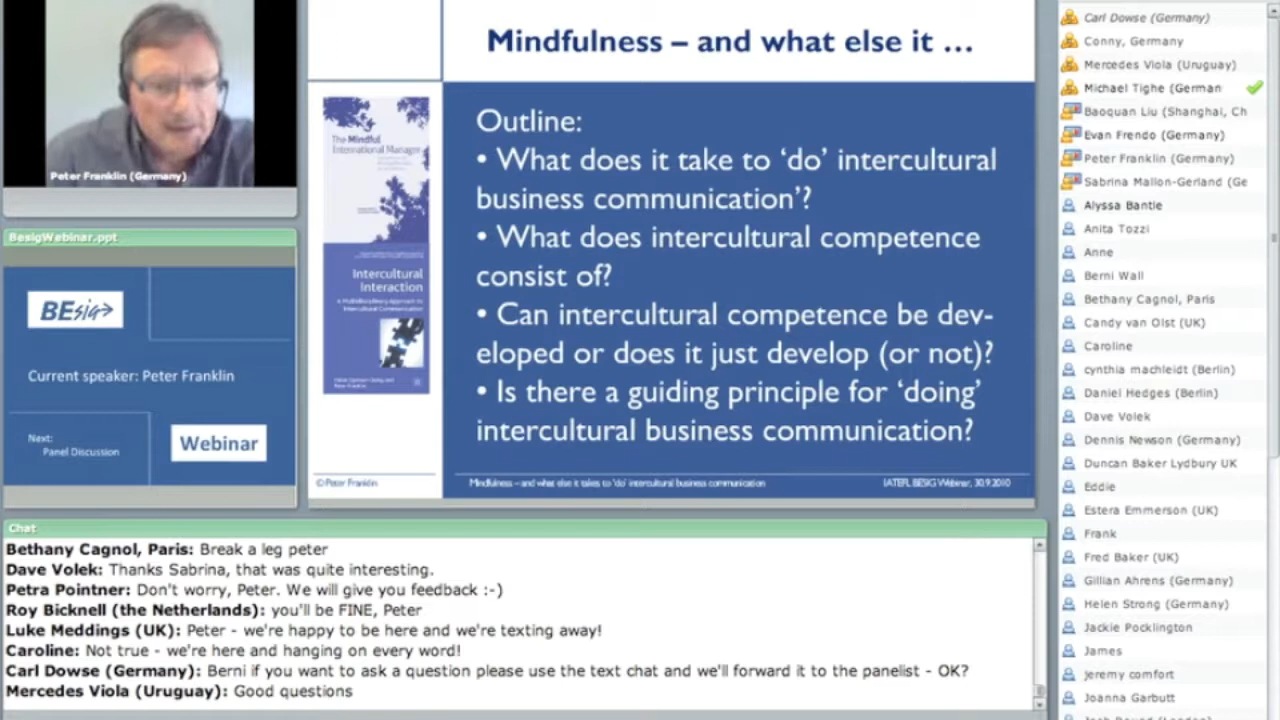 Peter Franklin (Germany)
BesigWebinar.ppt
BEsig
Current speaker: Peter Franklin
Next:
Panel Discussion
Webinar
Mindfulness – and what else it …
The Mindful
International Manager
Intercultural
Interaction
A Multidisciplinary Approach to
Intercultural Communication
Outline:
• What does it take to ‘do’ intercultural
business communication’?
• What does intercultural competence
consist of?
• Can intercultural competence be dev-
eloped or does it just develop (or not)?
• Is there a guiding principle for ‘doing’
intercultural business communication?
© Peter Franklin
Mindfulness – and what else it takes to ‘do’ intercultural business communication
IATEFL BESIG Webinar, 30.9.2010
Chat
Bethany Cagnol, Paris: Break a leg peter
Dave Volek: Thanks Sabrina, that was quite interesting.
Petra Pointner: Don't worry, Peter. We will give you feedback :-)
Roy Bicknell (the Netherlands): you'll be FINE, Peter
Luke Meddings (UK): Peter - we're happy to be here and we're texting away!
Caroline: Not true - we're here and hanging on every word!
Carl Dowse (Germany): Berni if you want to ask a question please use the text chat and we'll forward it to the panelist - OK?
Mercedes Viola (Uruguay): Good questions
Carl Dowse (Germany)
Conny, Germany
Mercedes Viola (Uruguay)
Michael Tighe (German
Baoquan Liu (Shanghai, Ch
Evan Frendo (Germany)
Peter Franklin (Germany)
Sabrina Mallon-Gerland (Ge
Alyssa Bantle
Anita Tozzi
Anne
Berni Wall
Bethany Cagnol, Paris
Candy van Olst (UK)
Caroline
cynthia machleidt (Berlin)
Daniel Hedges (Berlin)
Dave Volek
Dennis Newson (Germany)
Duncan Baker Lydbury UK
Eddie
Estera Emmerson (UK)
Frank
Fred Baker (UK)
Gillian Ahrens (Germany)
Helen Strong (Germany)
Jackie Pocklington
James
jeremy comfort
Joanna Garbutt